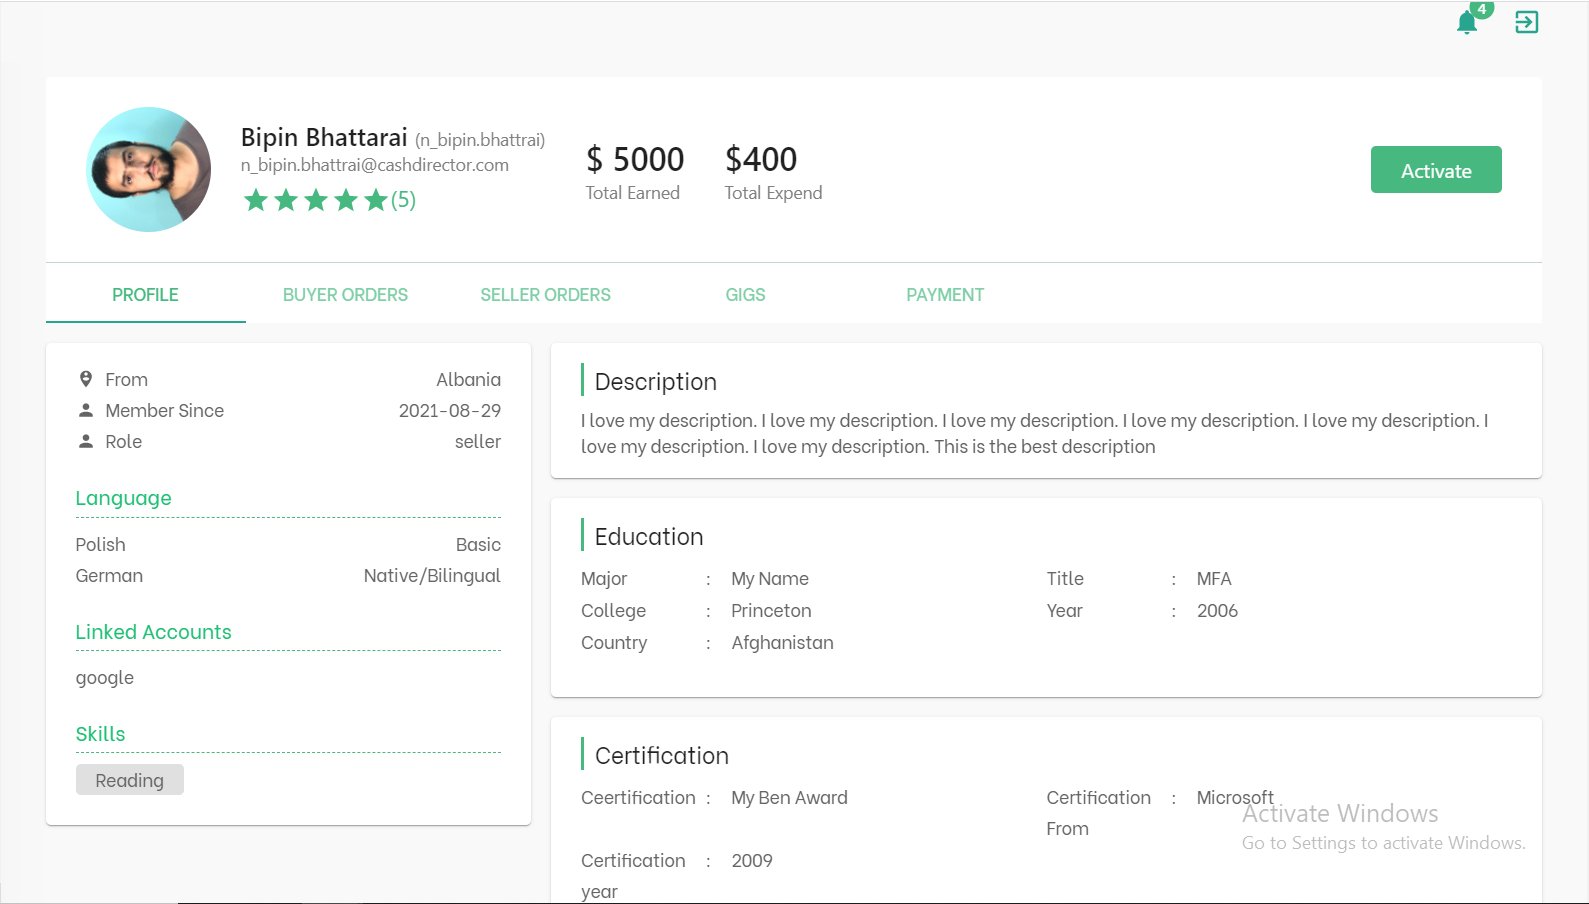 4
Bipin Bhattarai (n_bipin.bhattrai)
n_bipin.bhattrai@cashdirector.com
(5)
$ 5000
Total Earned
$400
Total Expend
Activate
PROFILE BUYER ORDERS SELLER ORDERS GIGS PAYMENT
From Albania
Member Since 2021-08-29
Role seller
Language
Polish Basic
German Native/Bilingual
Linked Accounts
google
Skills
Reading
Description
I love my description. I love my description. I love my description. I love my description. I love my description. I
love my description. I love my description. This is the best description
Education
Major : My Name Title : MFA
College : Princeton Year : 2006
Country : Afghanistan
Certification
Ceertification : My Ben Award Certification : Microsoft
From
Certification : 2009
year
Activate Windows
Go to Settings to activate Windows.